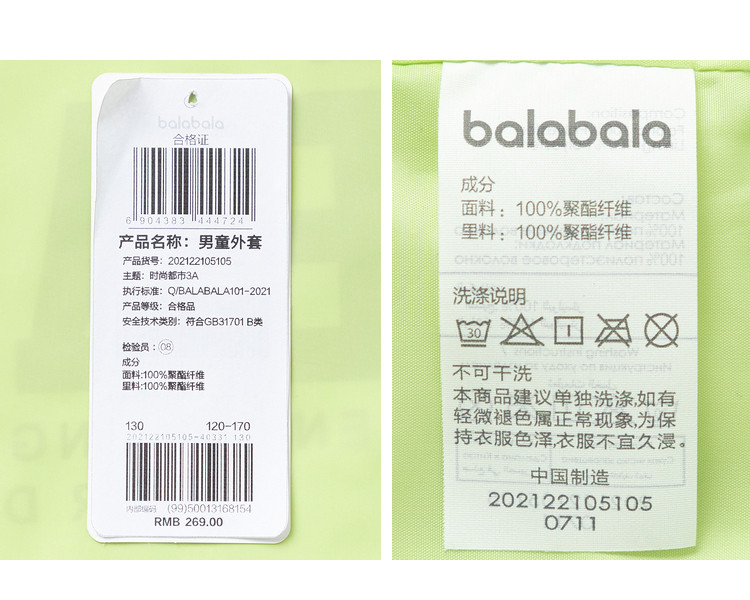 balabala
合格证
6 904383 444724
产品名称：男童外套
产品货号：202122105105
主题：时尚都市3A
执行标准：Q/BALABALA101-2021
产品等级：合格品
安全技术类别：符合GB31701 B类
检验员：08
成分
面料:100%聚酯纤维
里料:100%聚酯纤维
130 120-170
202122105105-40331 130
内部编码 (99)50013168154
RMB 269.00
balabala
成分
面料：100%聚酯纤维
里料：100%聚酯纤维
洗涤说明
30
不可干洗
本商品建议单独洗涤,如有
轻微褪色属正常现象,为保
持衣服色泽,衣服不宜久浸。
中国制造
202122105105
0711